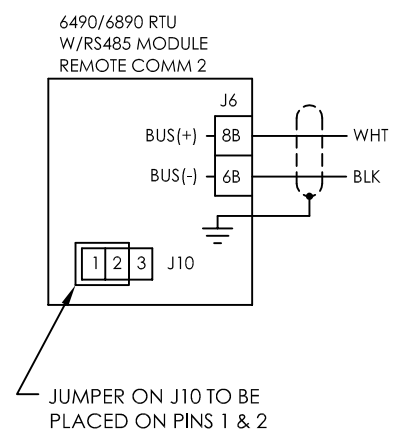 6490/6890 RTU
W/RS485 MODULE
REMOTE COMM 2
J6
BUS(+) 8B WHT
BUS(-) 6B BLK
1 2 3 J10
JUMPER ON J10 TO BE
PLACED ON PINS 1 & 2